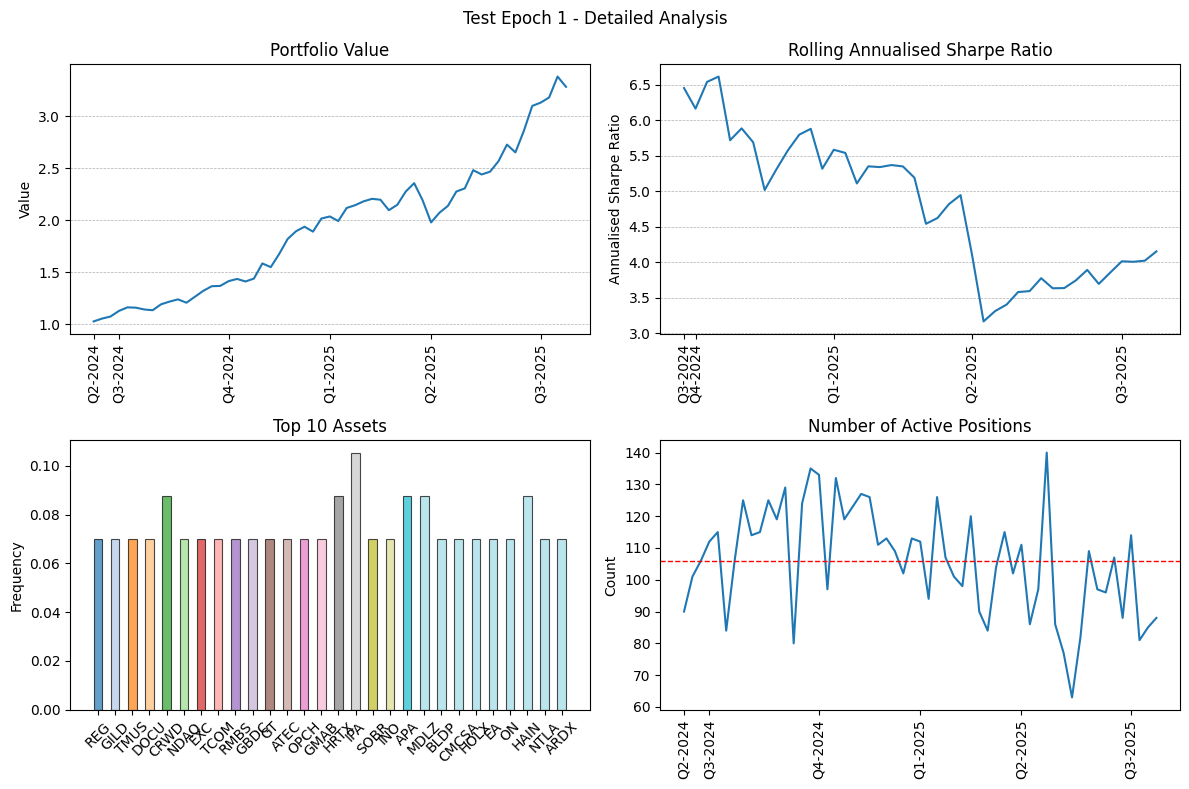 Test Epoch 1 - Detailed Analysis
Portfolio Value
Value
3.0
2.5
2.0
1.5
1.0
Q2-2024
Q3-2024
Q4-2024
Q1-2025
Q2-2025
Q3-2025
Rolling Annualised Sharpe Ratio
Annualised Sharpe Ratio
6.5
6.0
5.5
5.0
4.5
4.0
3.5
3.0
Q3-2024
Q4-2024
Q1-2025
Q2-2025
Q3-2025
Top 10 Assets
Frequency
0.10
0.08
0.06
0.04
0.02
0.00
REG
GILD
TMUS
DOCU
CRWD
NDAQ
EXC
TCOM
RMBS
GBDC
GT
ATEC
OPCH
GMAB
HRTX
IPA
SOBR
INO
APA
MDLZ
BLDP
CMCSA
HOLX
EA
ON
HAIN
NTLA
ARDX
Number of Active Positions
Count
140
130
120
110
100
90
80
70
60
Q2-2024
Q3-2024
Q4-2024
Q1-2025
Q2-2025
Q3-2025